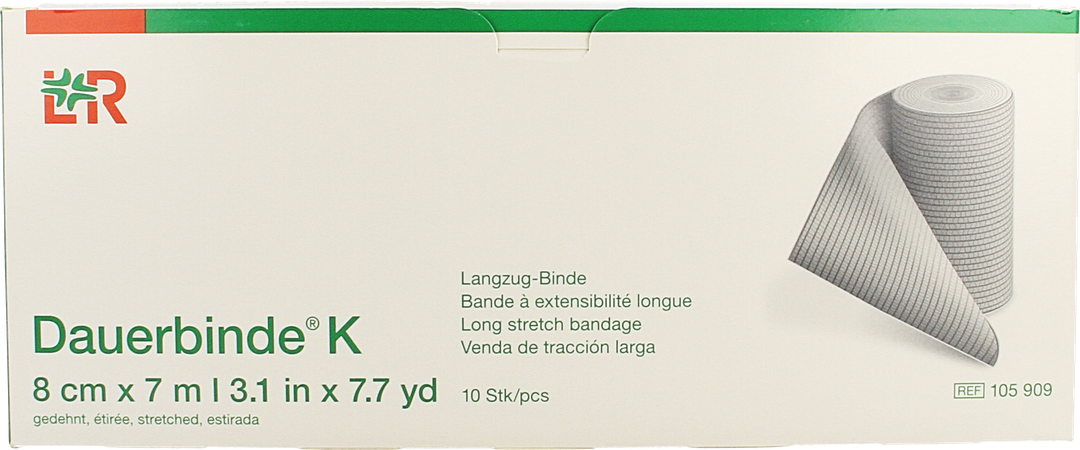 L&R
Dauerbinde® K
8 cm x 7 m | 3.1 in x 7.7 yd
gedehnt, étirée, stretched, estirada
Langzug-Binde
Bande à extensibilité longue
Long stretch bandage
Venda de tracción larga
10 Stk/pcs
REF 105 909